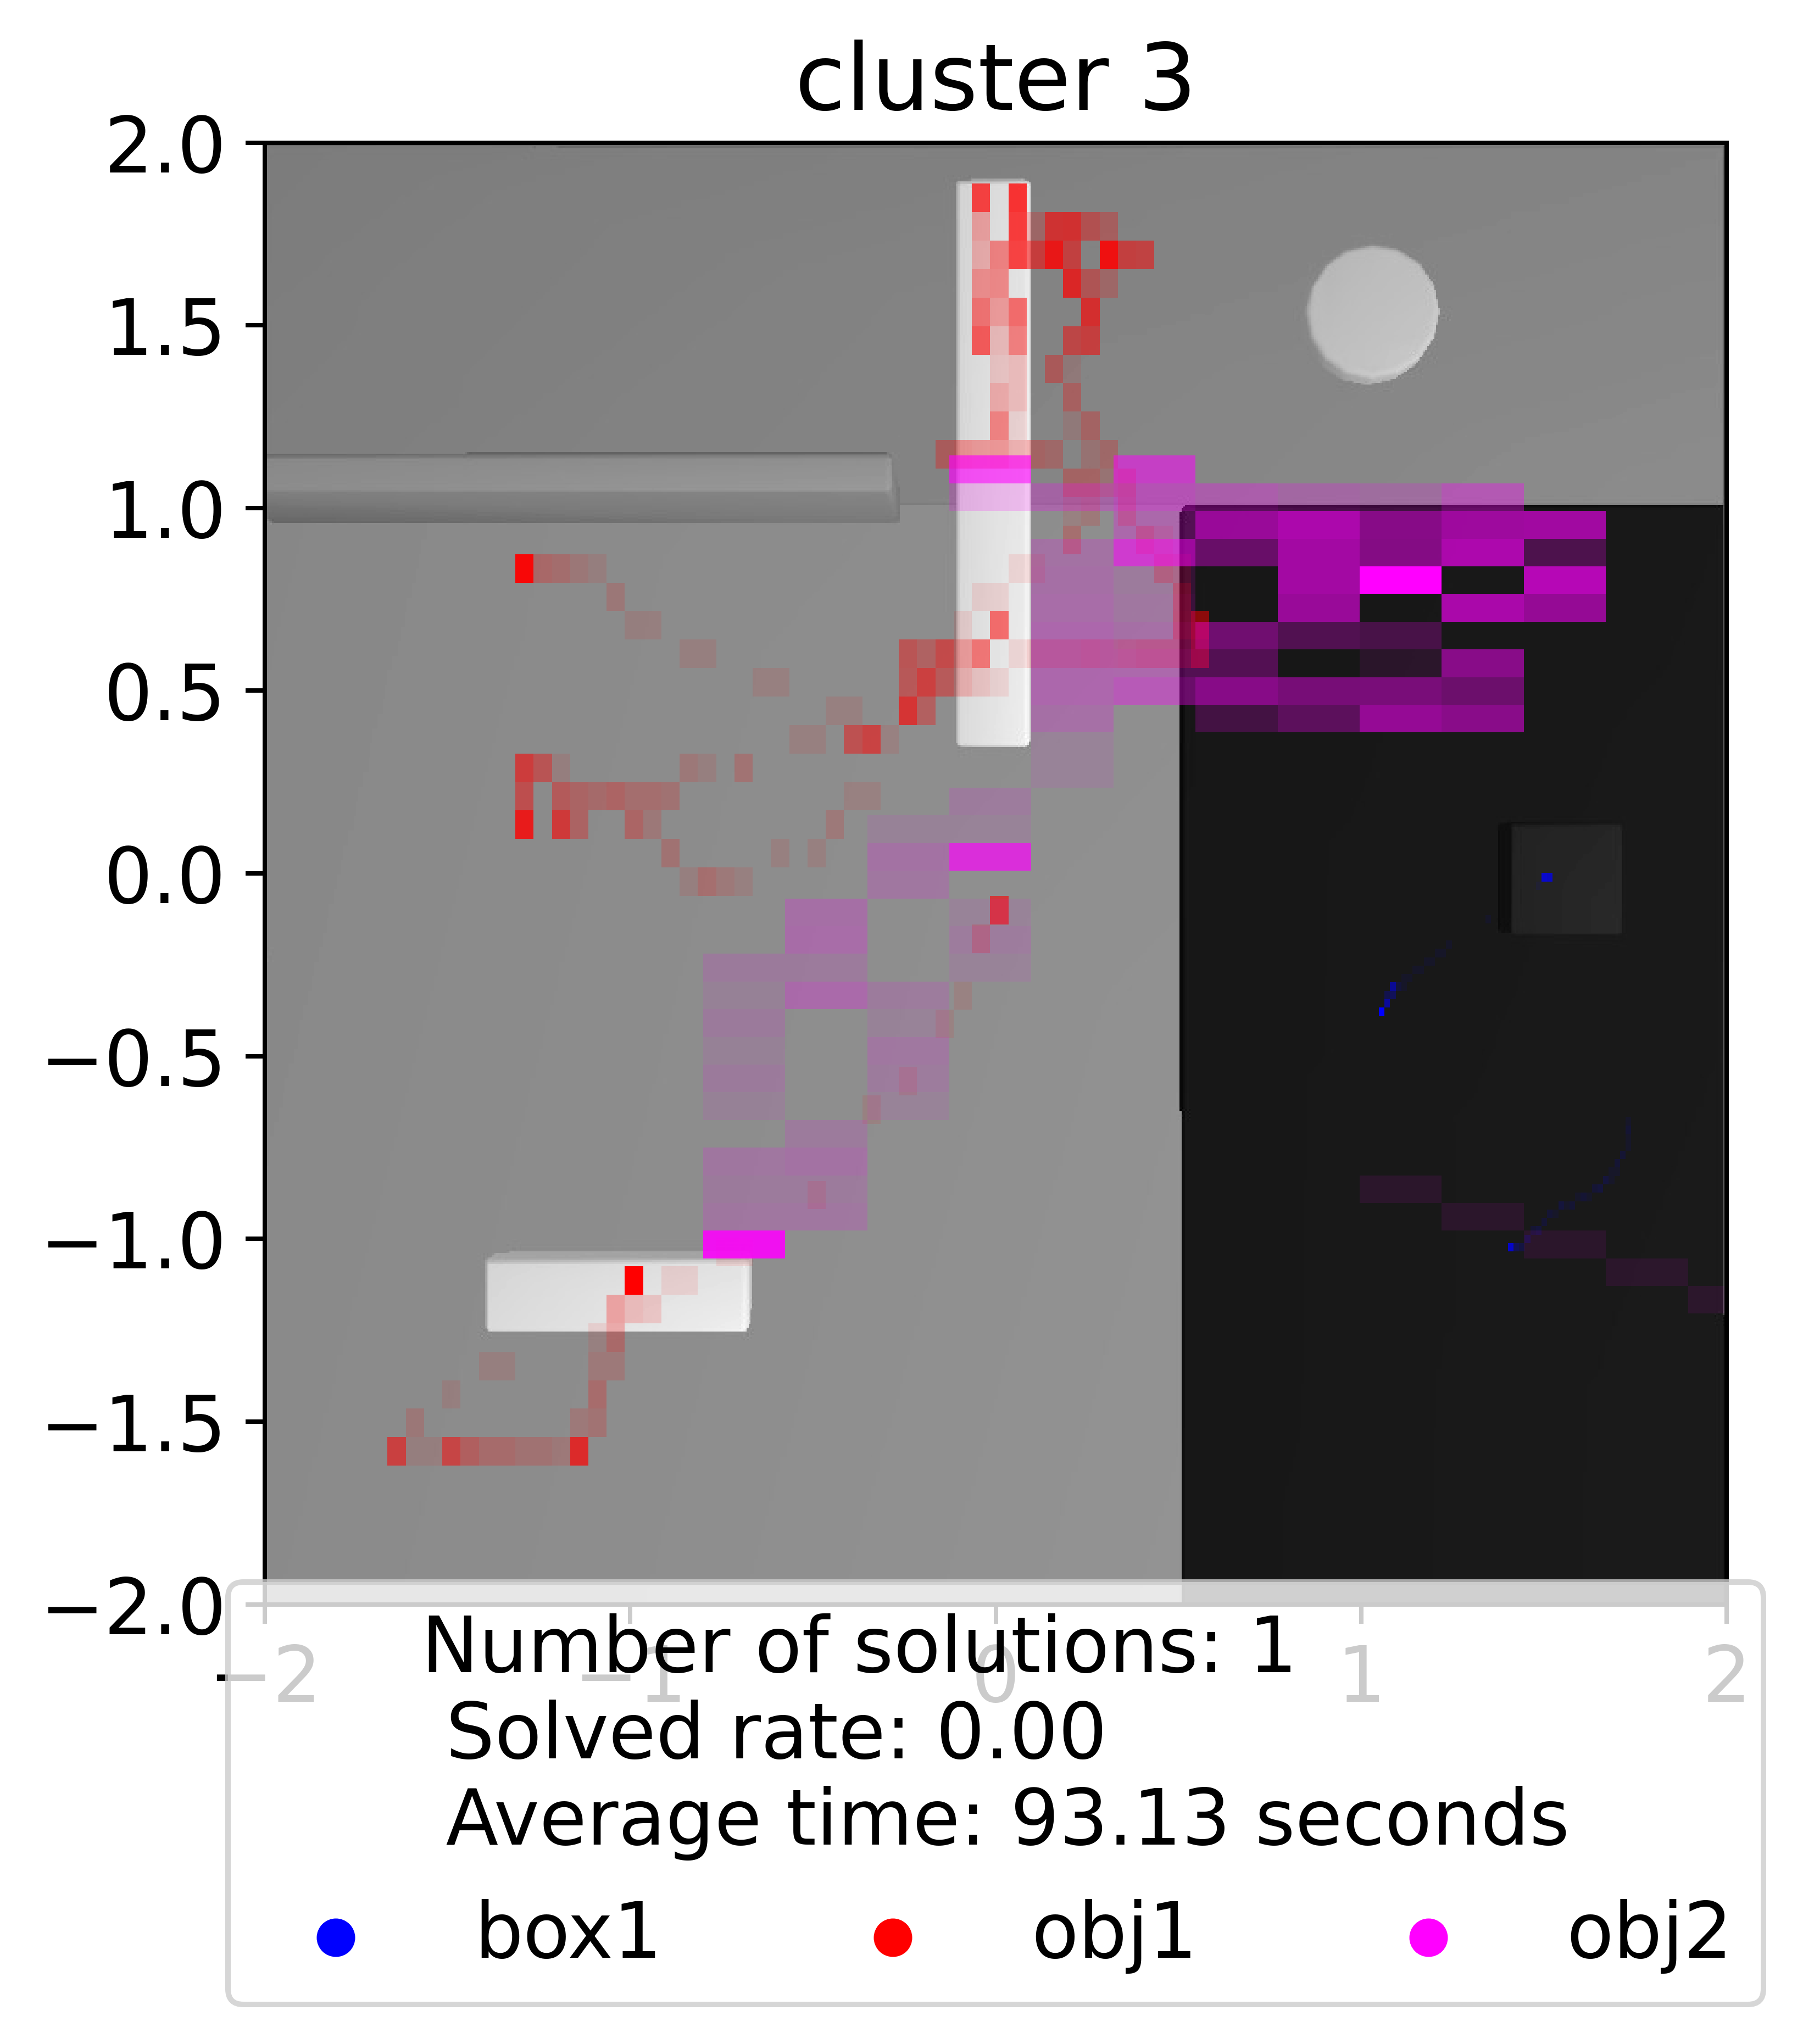 cluster 3
2.0
1.5
1.0
0.5
0.0
−0.5
−1.0
−1.5
−2.0
−2 −1 0 1 2
Number of solutions: 1
Solved rate: 0.00
Average time: 93.13 seconds
box1 obj1 obj2